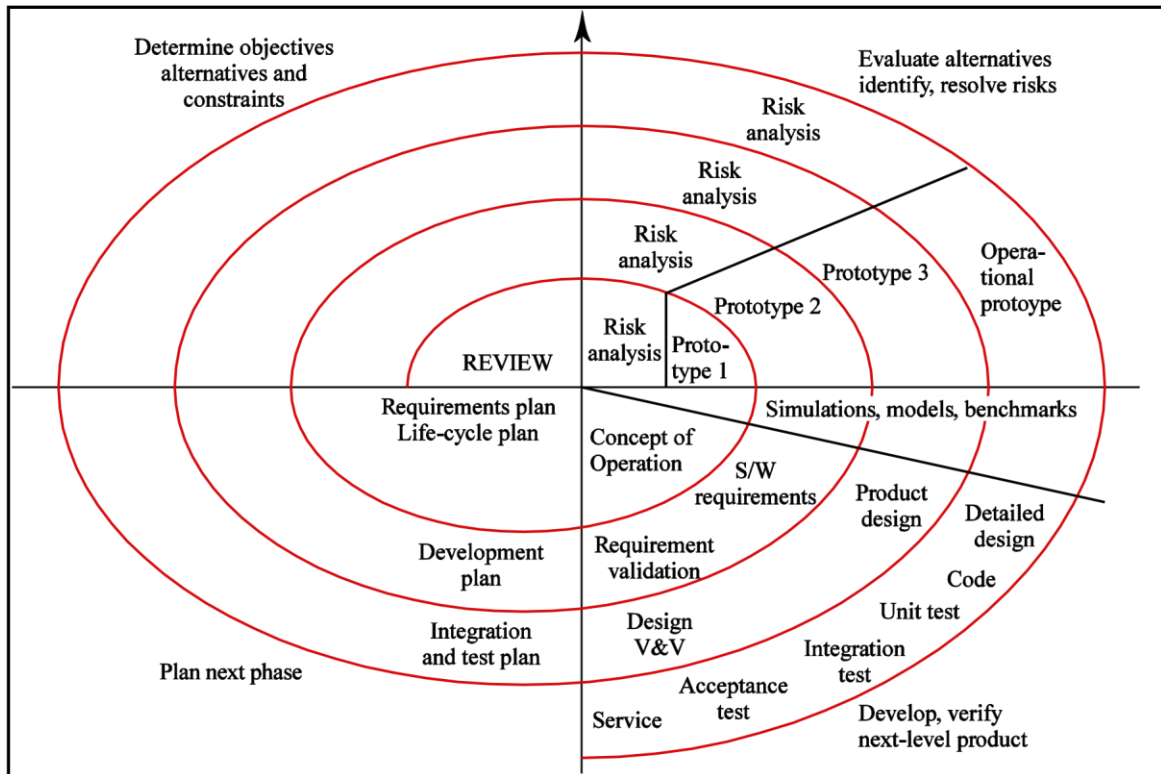 Determine objectives
alternatives and
constraints
Evaluate alternatives
identify, resolve risks
Risk
analysis
Risk
analysis
Risk
analysis
Risk
analysis
Opera-
tional
protoype
Prototype 3
Prototype 2
Proto-
type 1
REVIEW
Requirements plan
Life-cycle plan
Simulations, models, benchmarks
Concept of
Operation
S/W
requirements
Product
design
Detailed
design
Development
plan
Requirement
validation
Code
Unit test
Integration
and test plan
Design
V&V
Integration
test
Plan next phase
Acceptance
test
Service
Develop, verify
next-level product